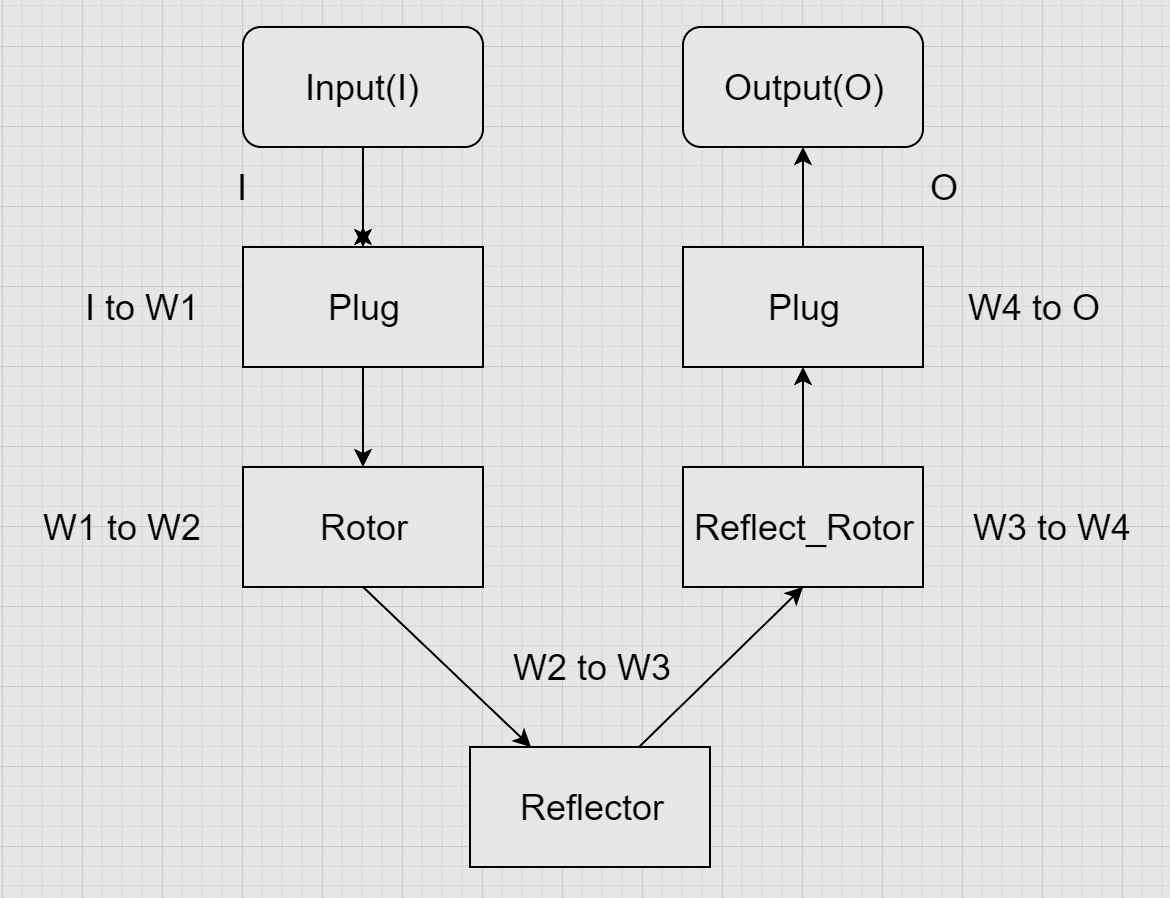 Input(I)
Output(O)
I
O
I to W1
Plug
Plug
W4 to O
W1 to W2
Rotor
Reflect_Rotor
W3 to W4
W2 to W3
Reflector